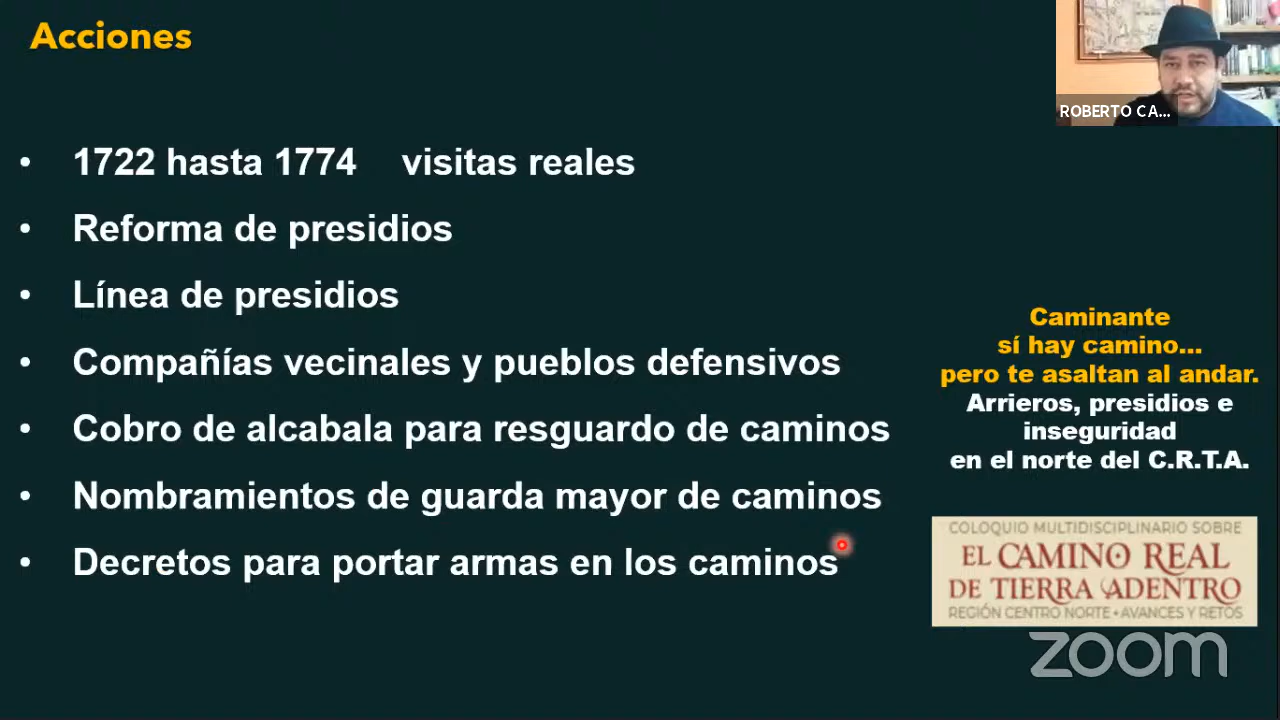 Acciones
ROBERTO CA...
• 1722 hasta 1774 visitas reales
• Reforma de presidios
• Línea de presidios
• Compañías vecinales y pueblos defensivos
• Cobro de alcabala para resguardo de caminos
• Nombramientos de guarda mayor de caminos
• Decretos para portar armas en los caminos
Caminante
sí hay camino...
pero te asaltan al andar.
Arrieros, presidios e
inseguridad
en el norte del C.R.T.A.
COLOQUIO MULTIDISCIPLINARIO SOBRE
EL CAMINO REAL
DE TIERRA ADENTRO
REGIÓN CENTRO NORTE • AVANCES Y RETOS
zoom